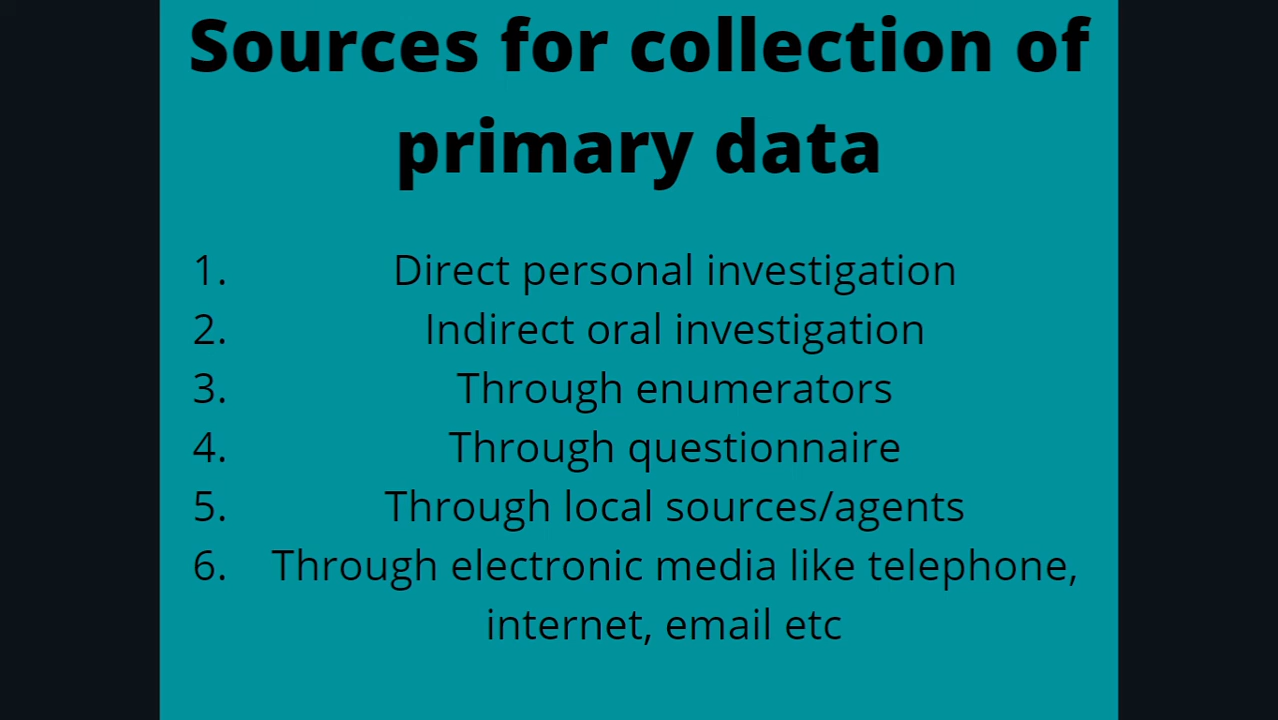 Sources for collection of
primary data
1. Direct personal investigation
2. Indirect oral investigation
3. Through enumerators
4. Through questionnaire
5. Through local sources/agents
6. Through electronic media like telephone,
internet, email etc